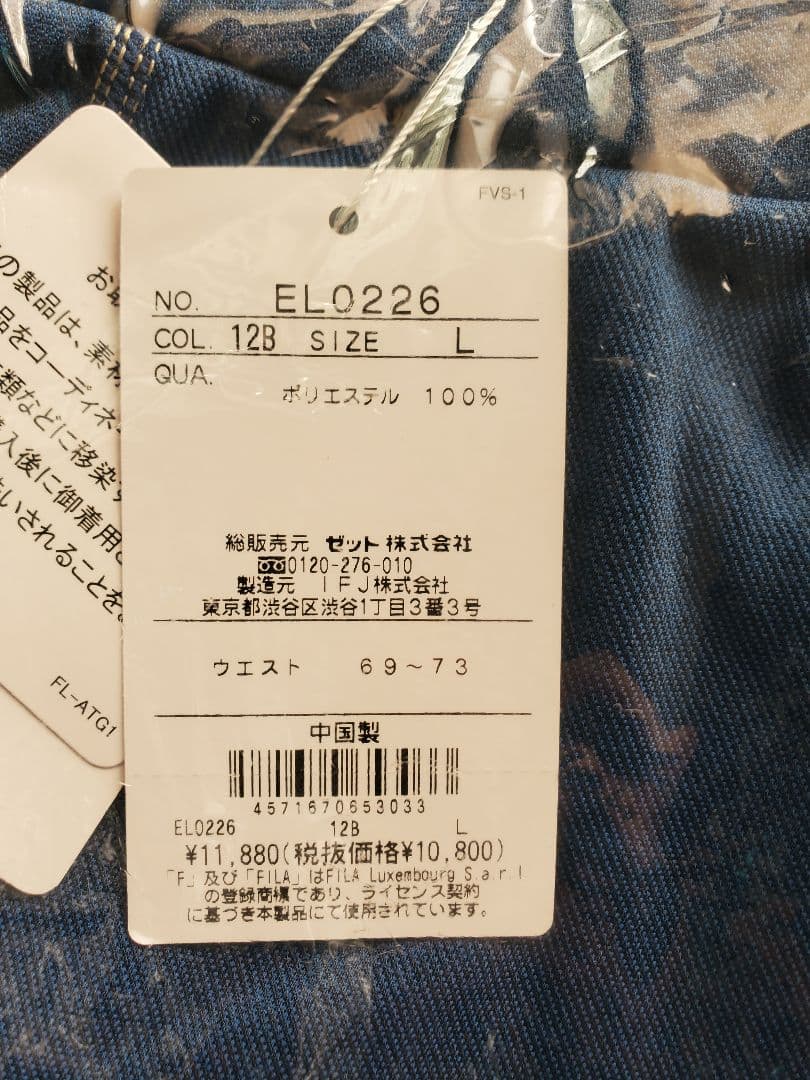 FVS-1
NO. EL0226
COL. 12B SIZE L
QUA.
ポリエステル 100%
総販売元 ゼット株式会社
0120-276-010
製造元 IFJ株式会社
東京都渋谷区渋谷1丁目3番3号
ウエスト 69~73
中国製
4571670653033
EL0226 12B L
¥11,880(税抜価格¥10,800)
「F」及び「FILA」はFILA Luxembourg S.a.r.l
の登録商標であり、ライセンス契約
に基づき本製品にて使用されています。
の製品は、素材
品をコーディネ
類などに移染す
入後に御着用
いされることを
FL-ATG1